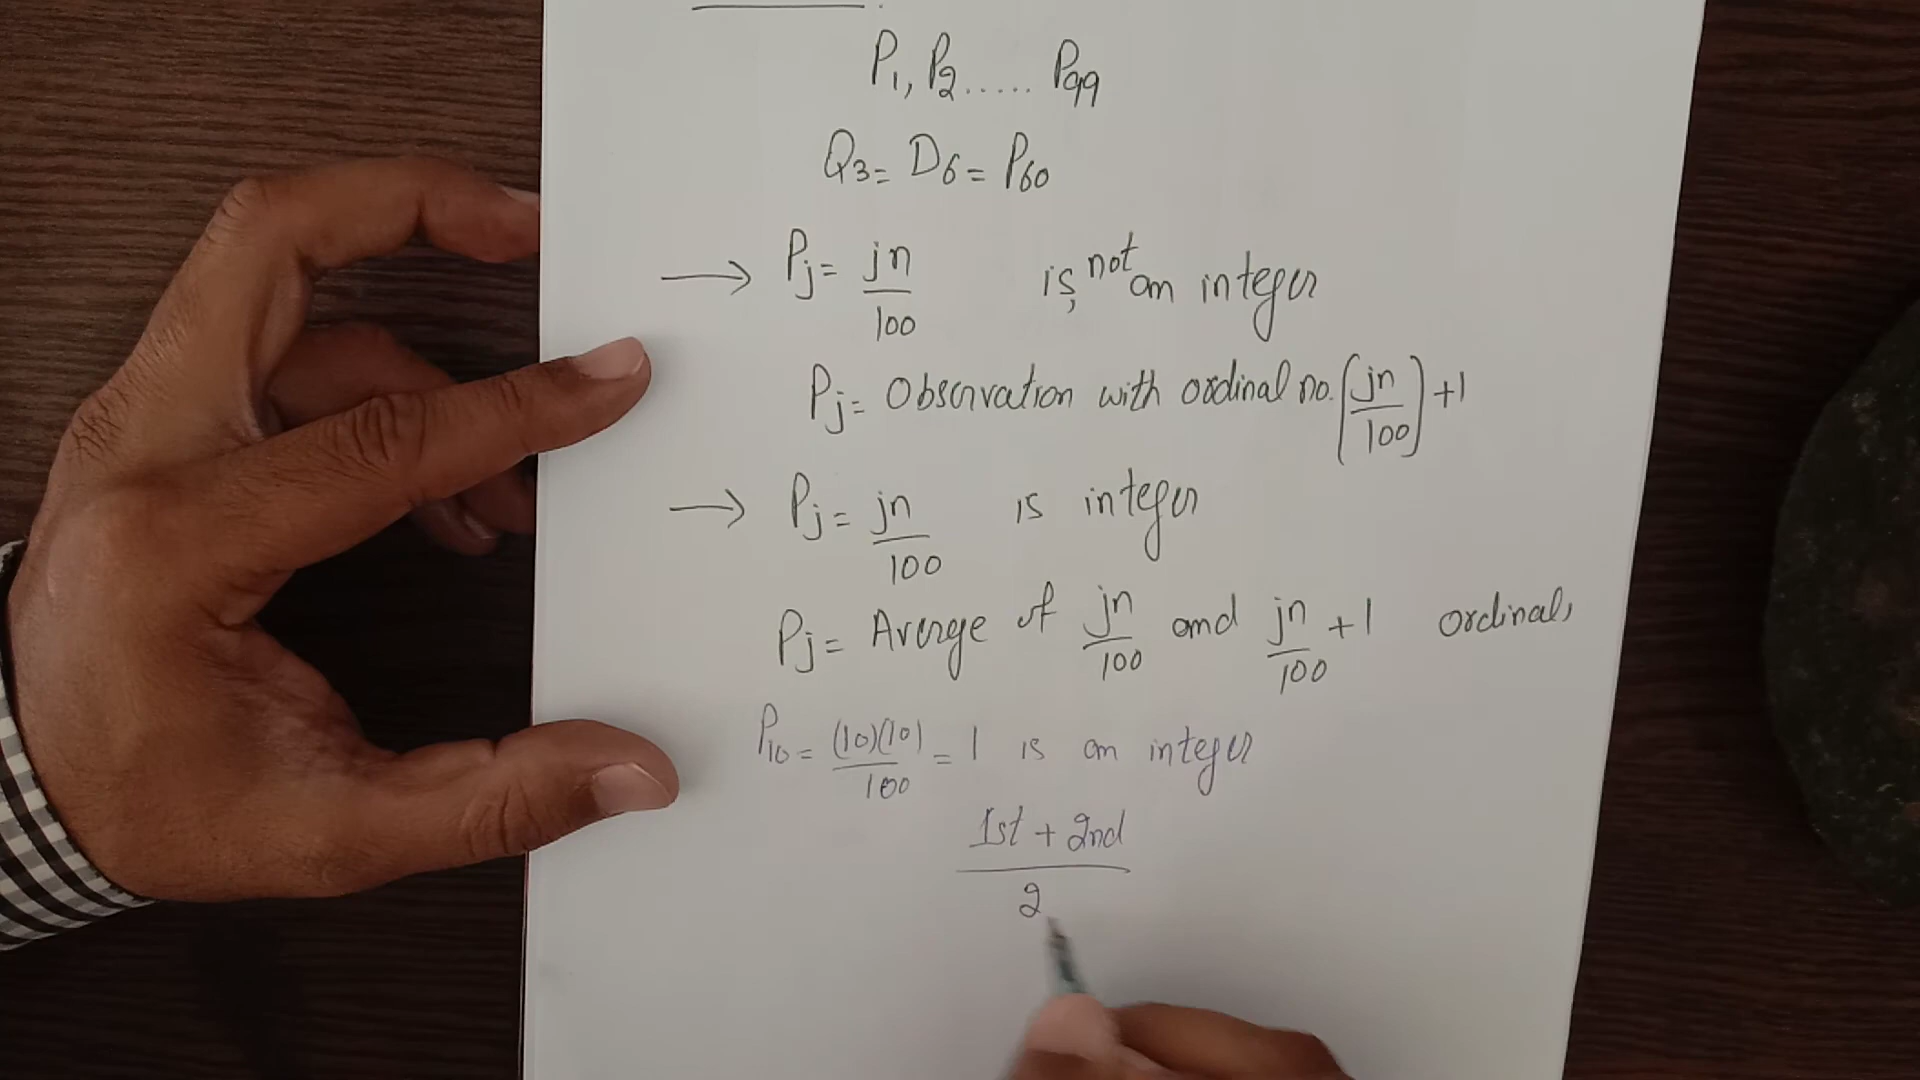 P1, P2 ..... P99
Q3 = D6 = P60
→ Pj = jn/100 is not an integer
Pj = Observation with ordinal no. [jn/100] + 1
→ Pj = jn/100 is integer
Pj = Average of jn/100 and jn/100 + 1 ordinals
P10 = (10)(10)/100 = 1 is an integer
1st + 2nd
2